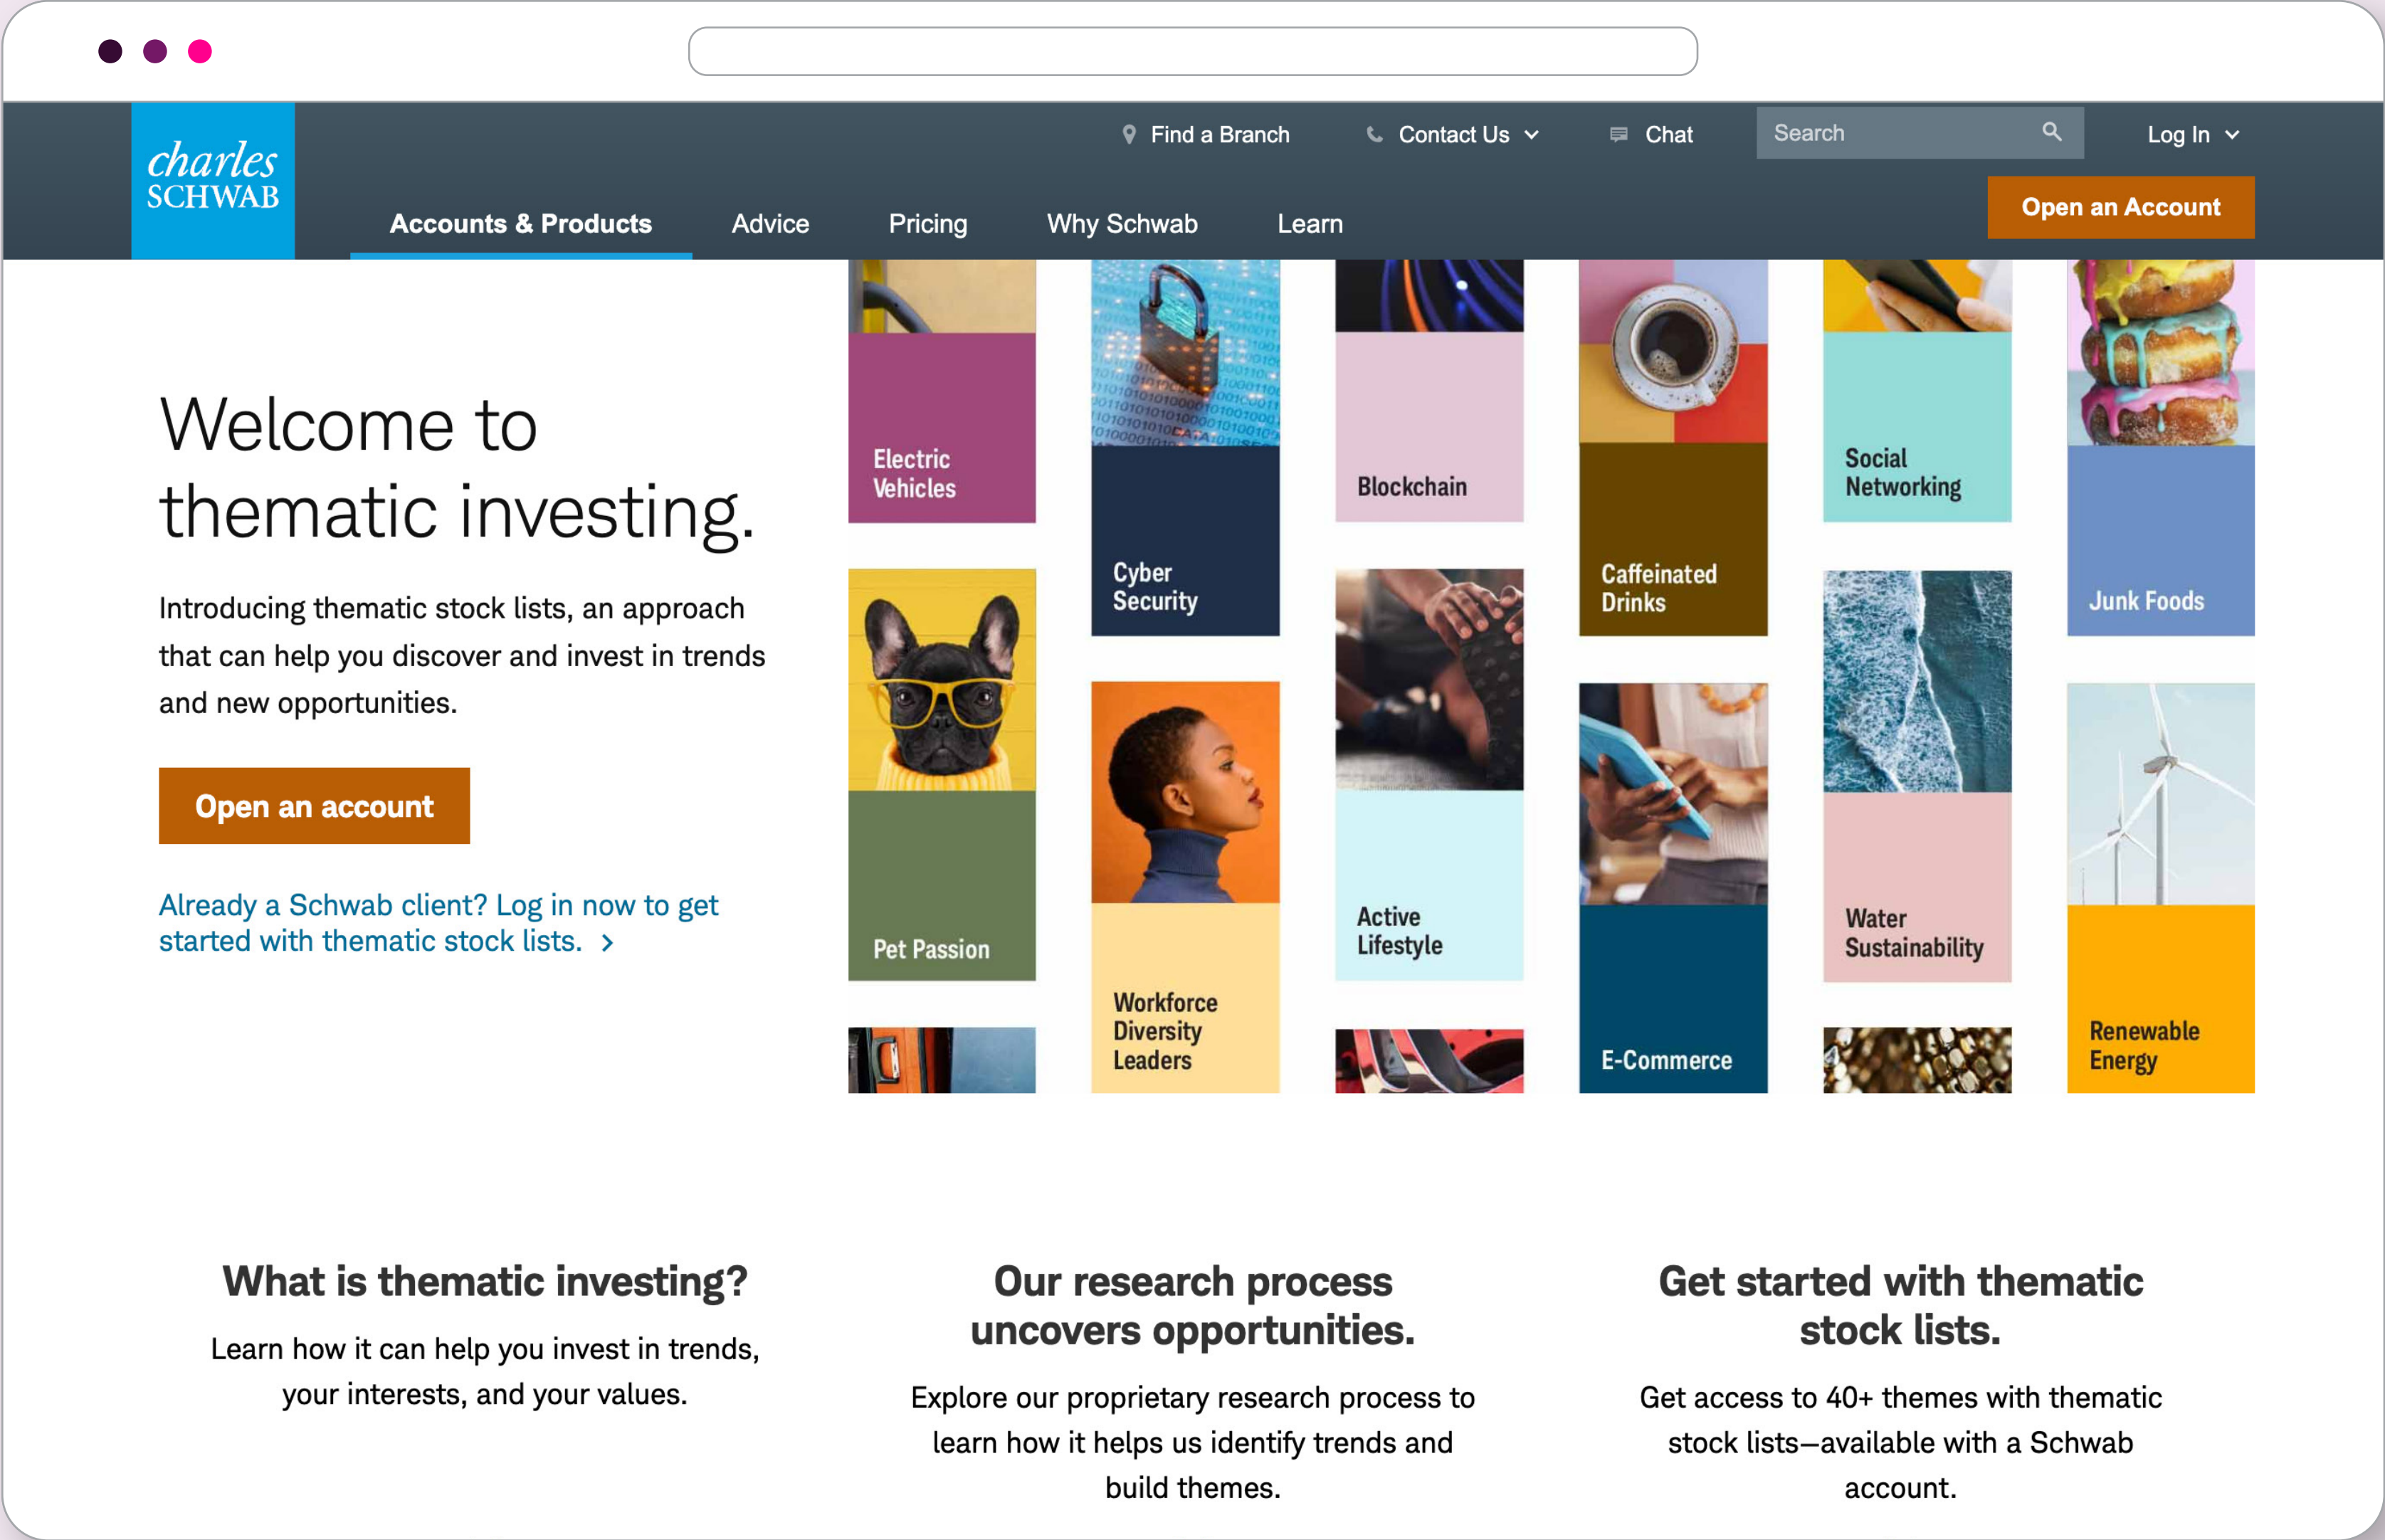 charles
SCHWAB
Find a Branch
Contact Us
Chat
Search
Log In
Accounts & Products
Advice
Pricing
Why Schwab
Learn
Open an Account
Welcome to
thematic investing.
Introducing thematic stock lists, an approach
that can help you discover and invest in trends
and new opportunities.
Open an account
Already a Schwab client? Log in now to get
started with thematic stock lists. >
Electric
Vehicles
Cyber
Security
Blockchain
Caffeinated
Drinks
Social
Networking
Junk Foods
Pet Passion
Workforce
Diversity
Leaders
Active
Lifestyle
E-Commerce
Water
Sustainability
Renewable
Energy
What is thematic investing?
Learn how it can help you invest in trends,
your interests, and your values.
Our research process
uncovers opportunities.
Explore our proprietary research process to
learn how it helps us identify trends and
build themes.
Get started with thematic
stock lists.
Get access to 40+ themes with thematic
stock lists—available with a Schwab
account.